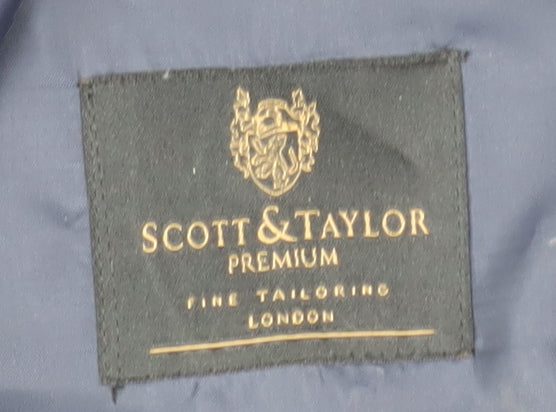 SCOTT & TAYLOR
PREMIUM
FINE TAILORING
LONDON